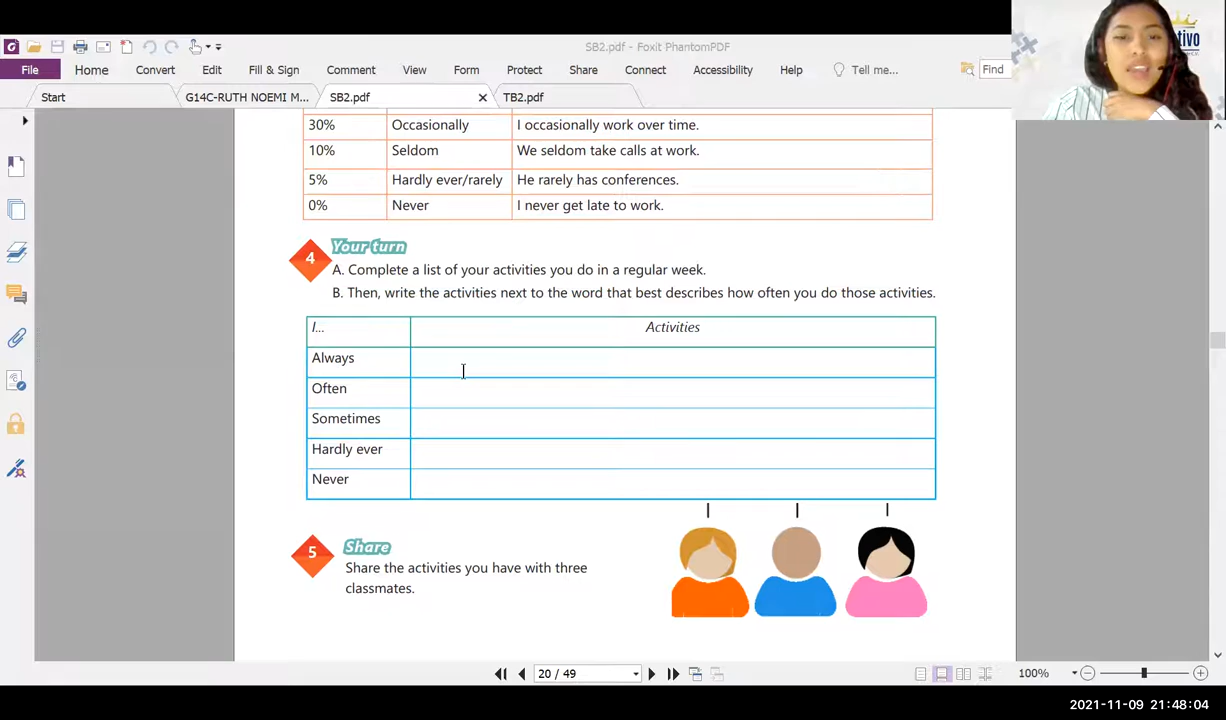 SB2.pdf - Foxit PhantomPDF
File Home Convert Edit Fill & Sign Comment View Form Protect Share Connect Accessibility Help Tell me... Find
Start G14C-RUTH NOEMI M... SB2.pdf TB2.pdf
30% Occasionally I occasionally work over time.
10% Seldom We seldom take calls at work.
5% Hardly ever/rarely He rarely has conferences.
0% Never I never get late to work.
4 Your turn
A. Complete a list of your activities you do in a regular week.
B. Then, write the activities next to the word that best describes how often you do those activities.
I... Activities
Always
Often
Sometimes
Hardly ever
Never
5 Share
Share the activities you have with three
classmates.
20 / 49 100%
2021-11-09 21:48:04